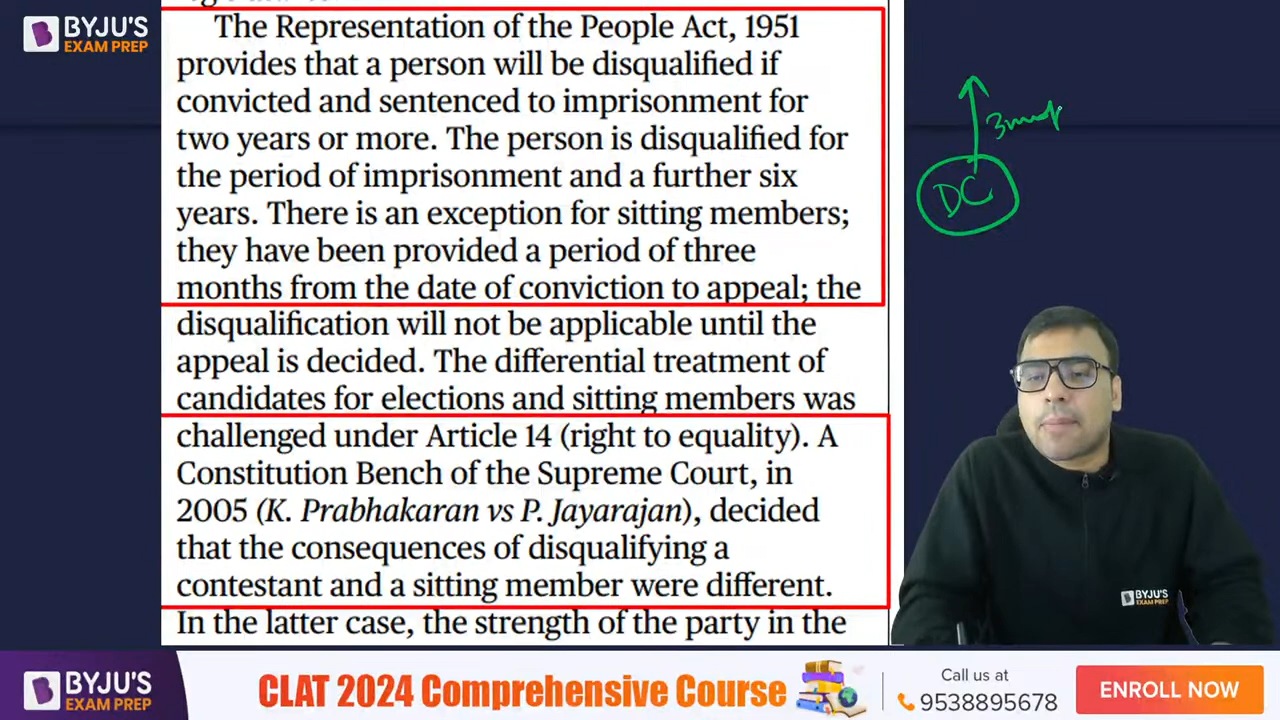 BYJU'S
EXAM PREP
The Representation of the People Act, 1951
provides that a person will be disqualified if
convicted and sentenced to imprisonment for
two years or more. The person is disqualified for
the period of imprisonment and a further six
years. There is an exception for sitting members;
they have been provided a period of three
months from the date of conviction to appeal; the
disqualification will not be applicable until the
appeal is decided. The differential treatment of
candidates for elections and sitting members was
challenged under Article 14 (right to equality). A
Constitution Bench of the Supreme Court, in
2005 (K. Prabhakaran vs P. Jayarajan), decided
that the consequences of disqualifying a
contestant and a sitting member were different.
In the latter case, the strength of the party in the
3
DC
BYJU'S
EXAM PREP
BYJU'S
EXAM PREP
CLAT 2024 Comprehensive Course
Call us at
9538895678
ENROLL NOW